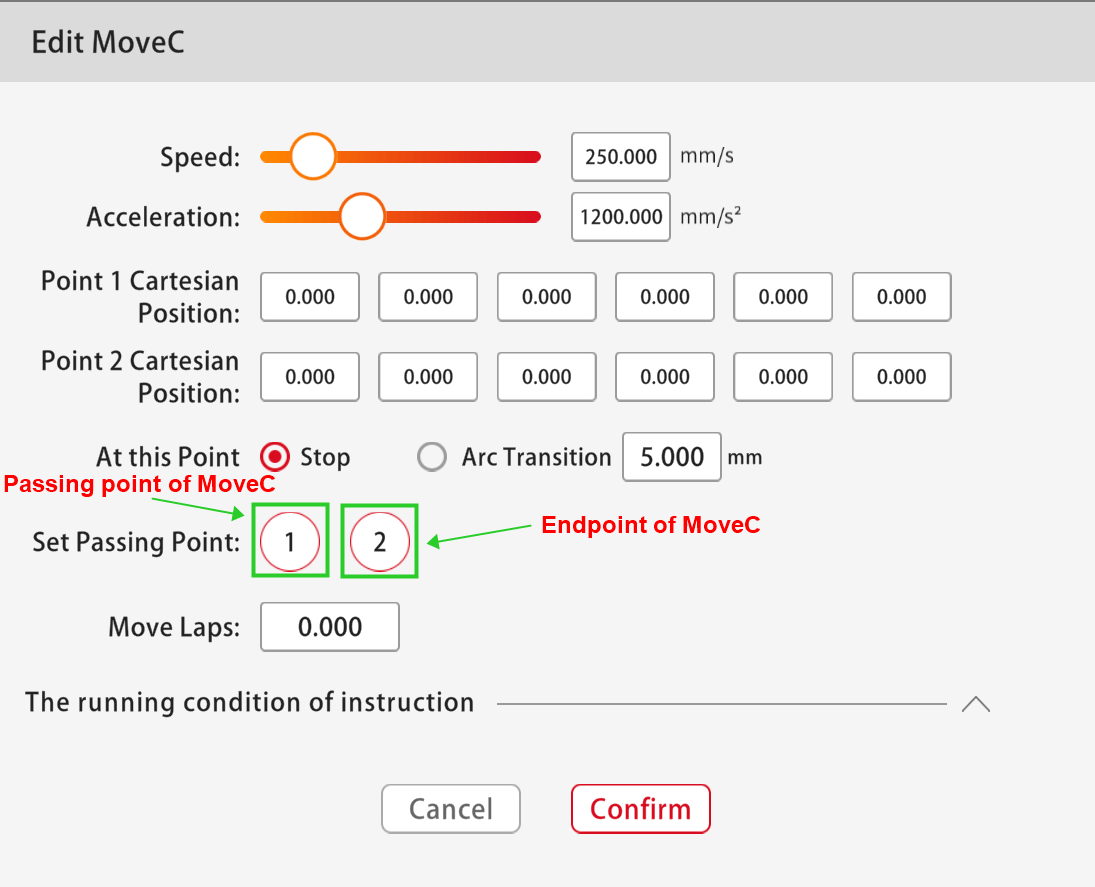 Edit MoveC
Speed: 250.000 mm/s
Acceleration: 1200.000 mm/s²
Point 1 Cartesian
Position: 0.000 0.000 0.000 0.000 0.000 0.000
Point 2 Cartesian
Position: 0.000 0.000 0.000 0.000 0.000 0.000
At this Point Stop Arc Transition 5.000 mm
Passing point of MoveC
Endpoint of MoveC
Set Passing Point: 1 2
Move Laps: 0.000
The running condition of instruction
Cancel Confirm